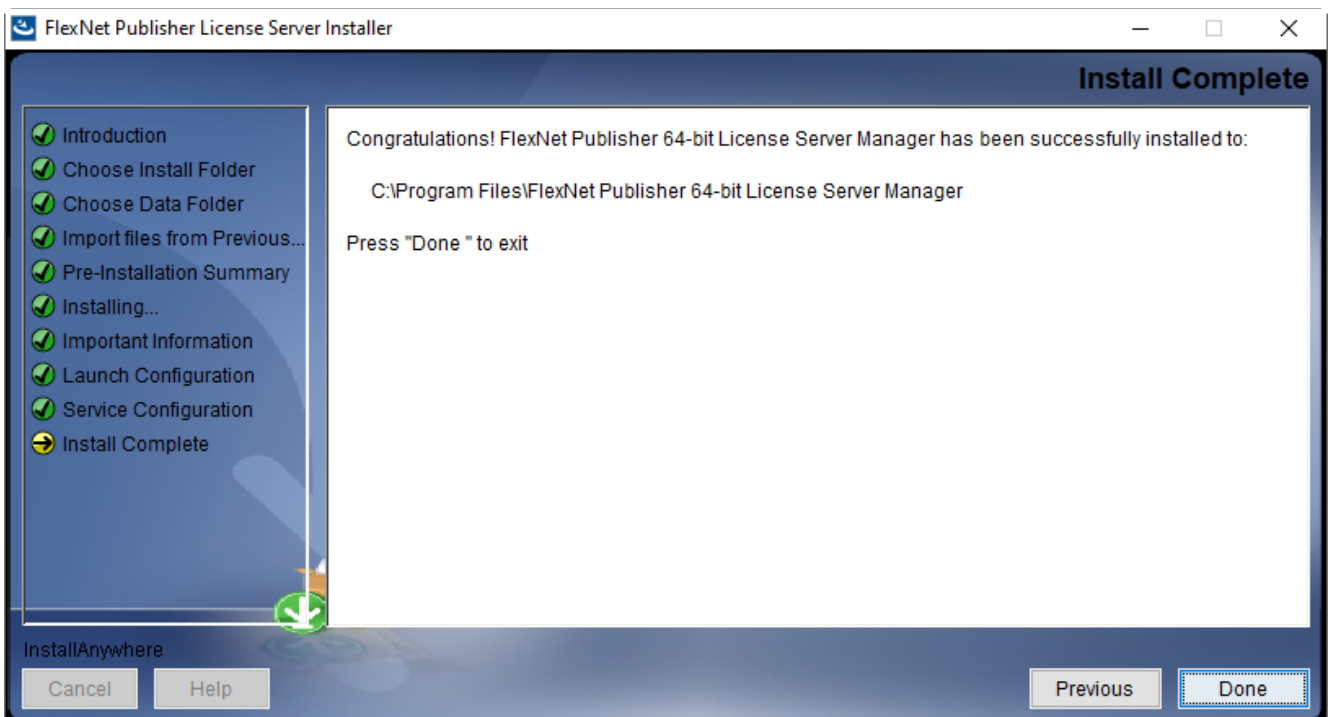 FlexNet Publisher License Server Installer
Install Complete
Introduction
Choose Install Folder
Choose Data Folder
Import files from Previous...
Pre-Installation Summary
Installing...
Important Information
Launch Configuration
Service Configuration
Install Complete
Congratulations! FlexNet Publisher 64-bit License Server Manager has been successfully installed to:
C:\Program Files\FlexNet Publisher 64-bit License Server Manager
Press "Done " to exit
InstallAnywhere
Cancel
Help
Previous
Done